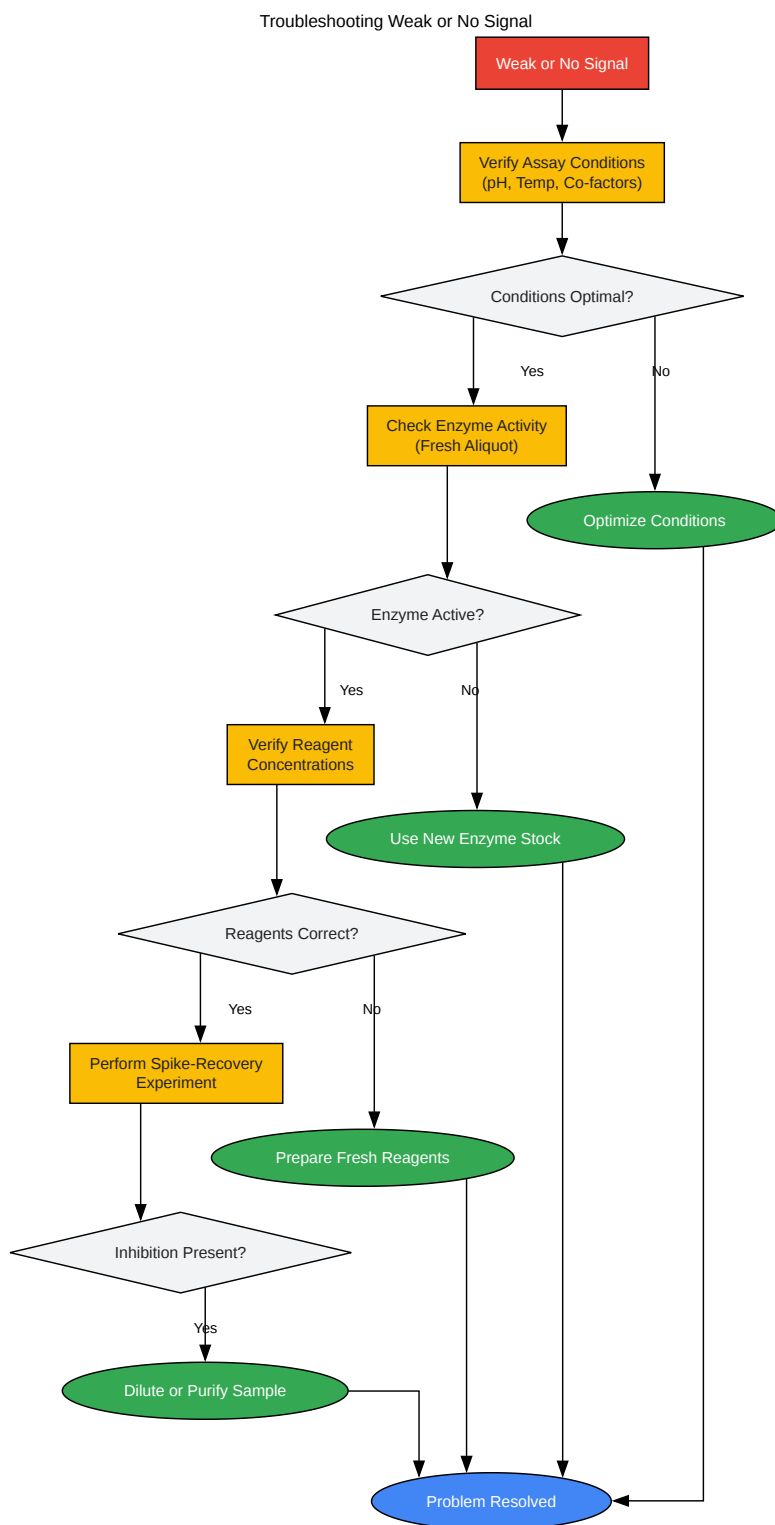 Troubleshooting Weak or No Signal
Weak or No Signal
Verify Assay Conditions
(pH, Temp, Co-factors)
Conditions Optimal?
Yes
No
Check Enzyme Activity
(Fresh Aliquot)
Optimize Conditions
Enzyme Active?
Yes
No
Verify Reagent
Concentrations
Use New Enzyme Stock
Reagents Correct?
Yes
No
Perform Spike-Recovery
Experiment
Prepare Fresh Reagents
Inhibition Present?
Yes
Dilute or Purify Sample
Problem Resolved